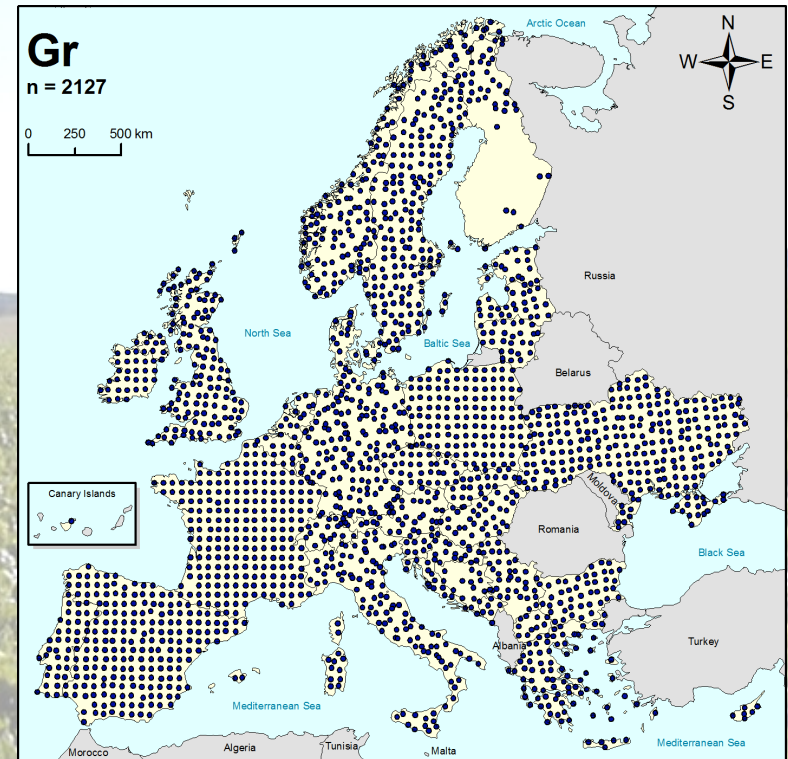 Gr
n = 2127
0 250 500 km
Arctic Ocean
N
W E
S
Russia
North Sea
Baltic Sea
Belarus
Canary Islands
Moldova
Romania
Black Sea
Albania
Turkey
Mediterranean Sea
Mediterranean Sea
Morocco
Algeria
Tunisia
Malta